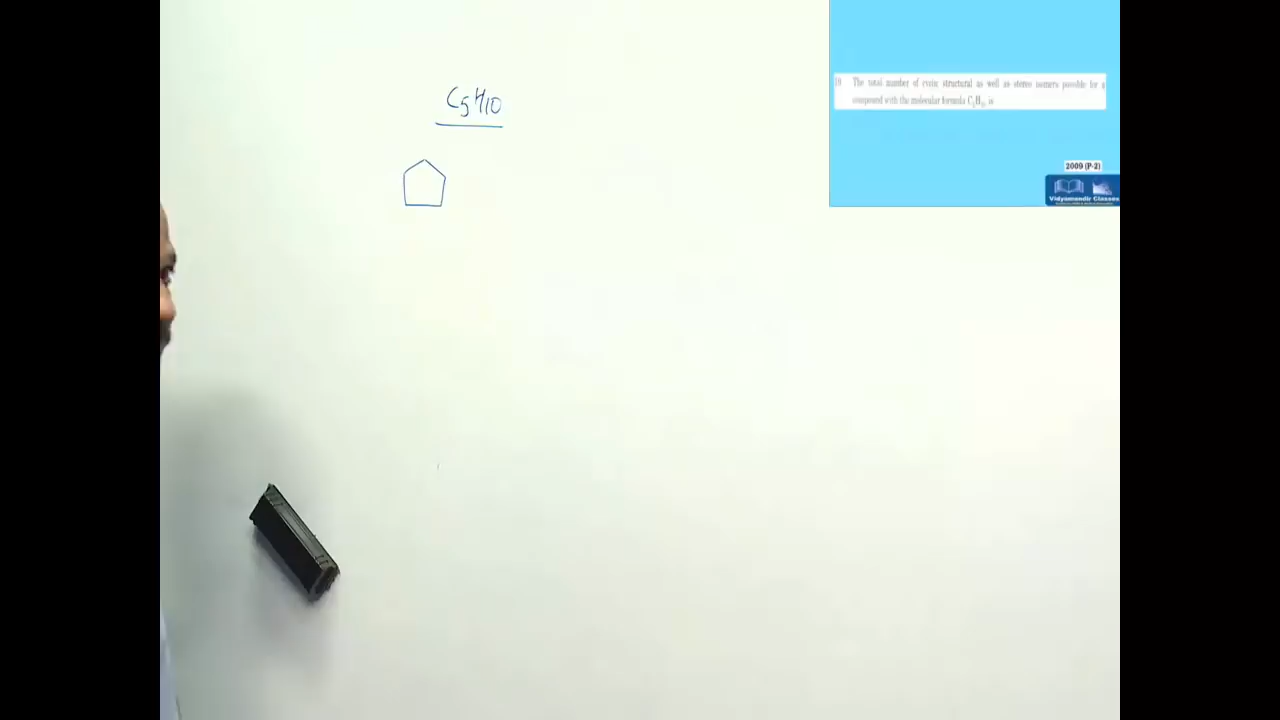 C5H10
19 The total number of cyclic structural as well as stereo isomers possible for a
compound with the molecular formula C5H10 is
2009 (P-2)
Vidyamandir Classes